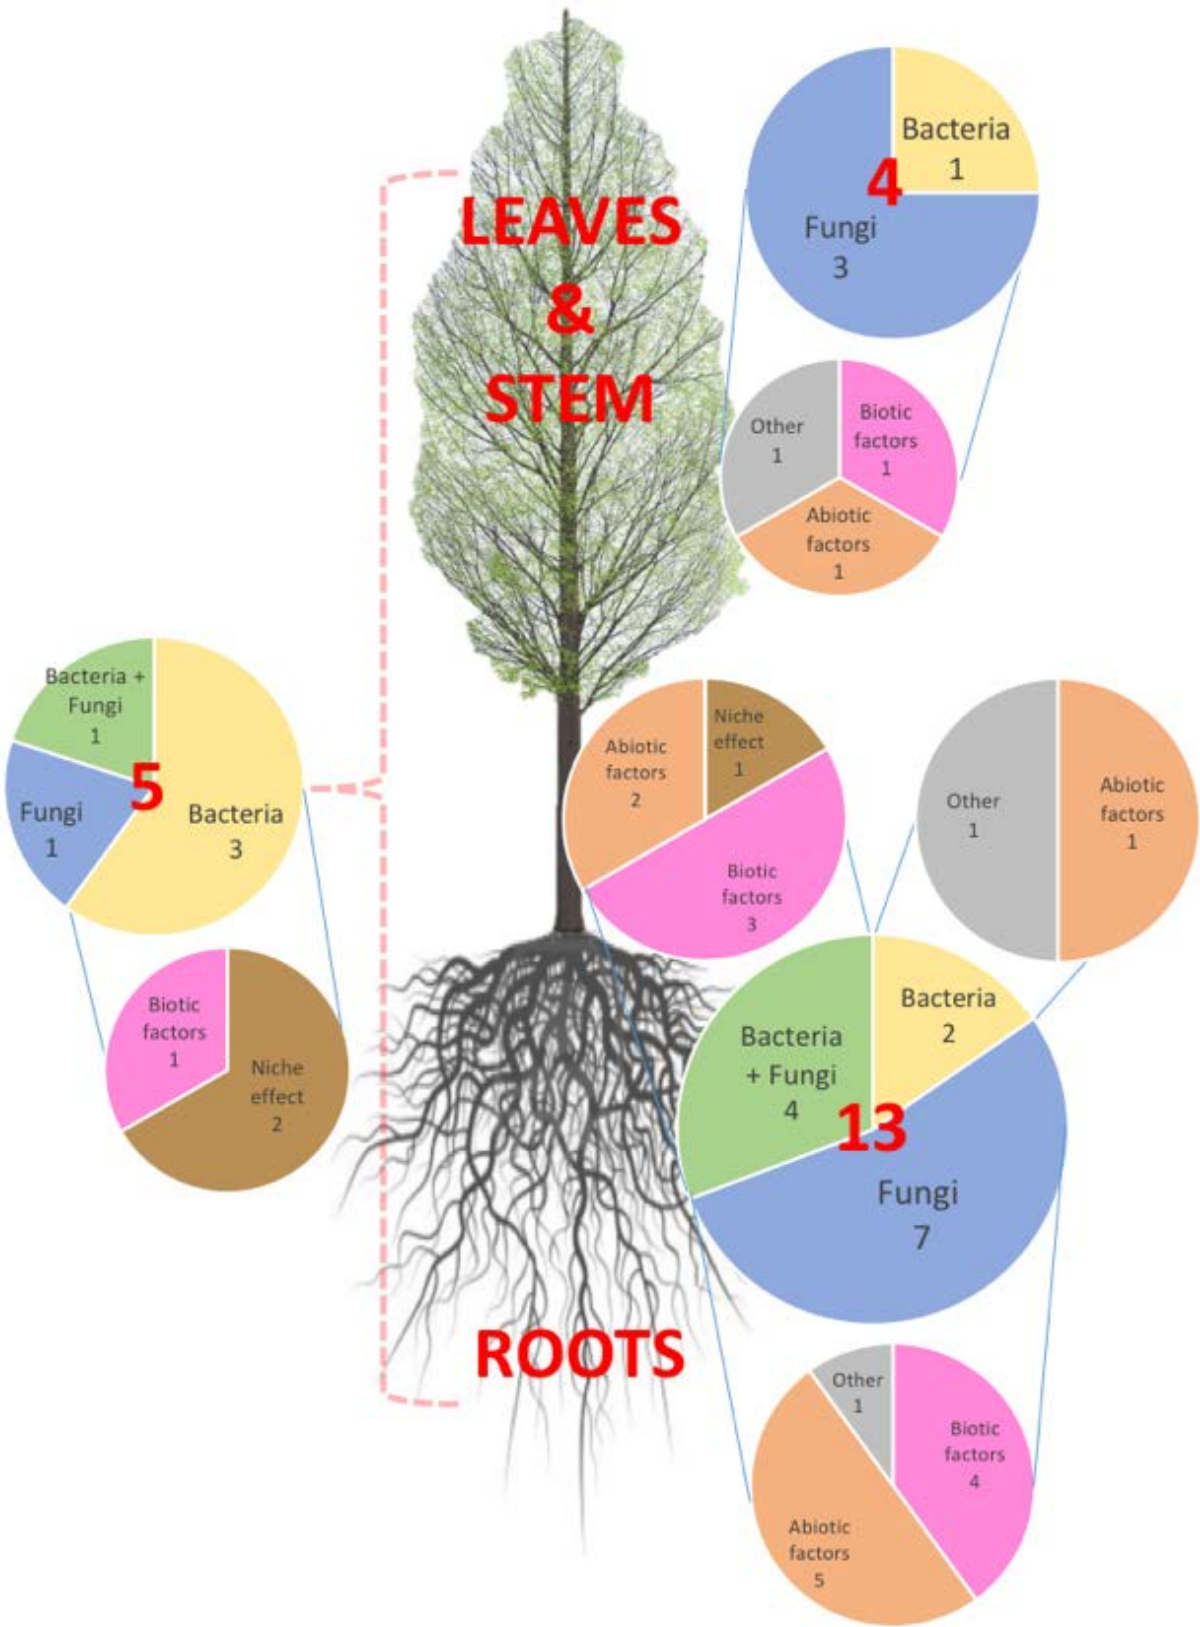 LEAVES
&
STEM
Bacteria
1
4
Fungi
3
Other
1
Biotic
factors
1
Abiotic
factors
1
Bacteria +
Fungi
1
5
Fungi
1
Bacteria
3
Biotic
factors
1
Niche
effect
2
Abiotic
factors
2
Niche
effect
1
Biotic
factors
3
Other
1
Abiotic
factors
1
Bacteria
+ Fungi
4
Bacteria
2
13
Fungi
7
ROOTS
Other
1
Biotic
factors
4
Abiotic
factors
5